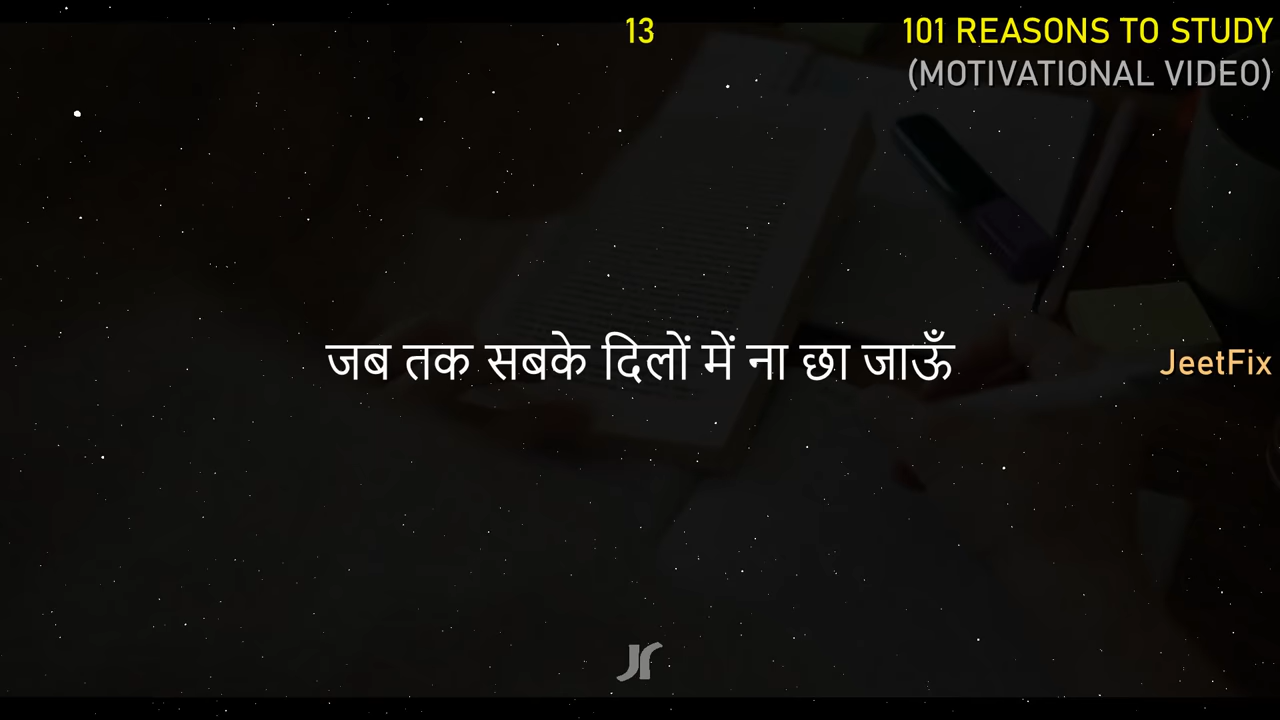 13
101 REASONS TO STUDY
(MOTIVATIONAL VIDEO)
जब तक सबके दिलों में ना छा जाऊँ
JeetFix